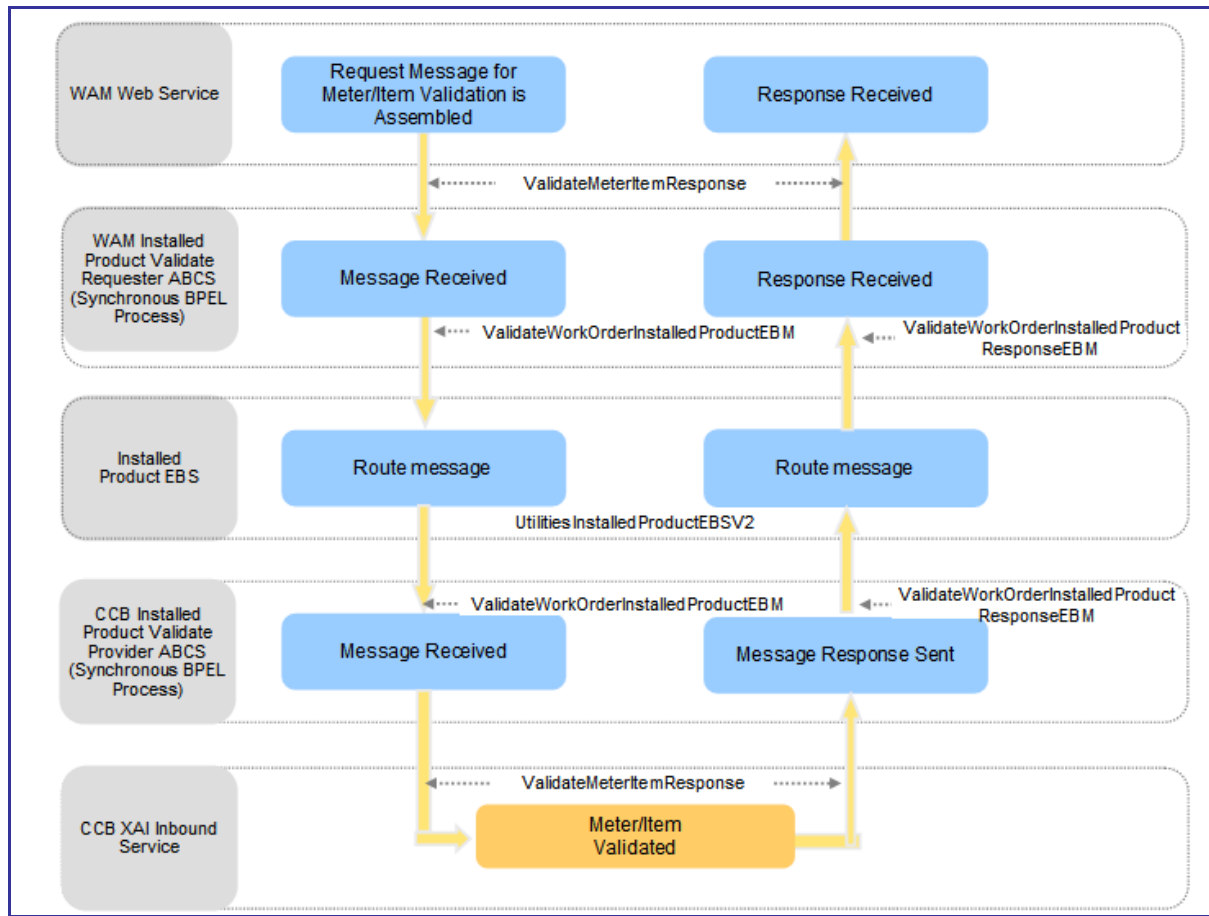 WAM Web Service
Request Message for
Meter/Item Validation is
Assembled
Response Received
ValidateMeterItemResponse
WAM Installed
Product Validate
Requester ABCS
(Synchronous BPEL
Process)
Message Received
Response Received
ValidateWorkOrderInstalledProductEBM
ValidateWorkOrderInstalledProduct
ResponseEBM
Installed
Product EBS
Route message
Route message
UtilitiesInstalledProductEBSV2
CCB Installed
Product Validate
Provider ABCS
(Synchronous BPEL
Process)
ValidateWorkOrderInstalledProductEBM
ValidateWorkOrderInstalledProduct
ResponseEBM
Message Received
Message Response Sent
ValidateMeterItemResponse
CCB XAI Inbound
Service
Meter/Item
Validated